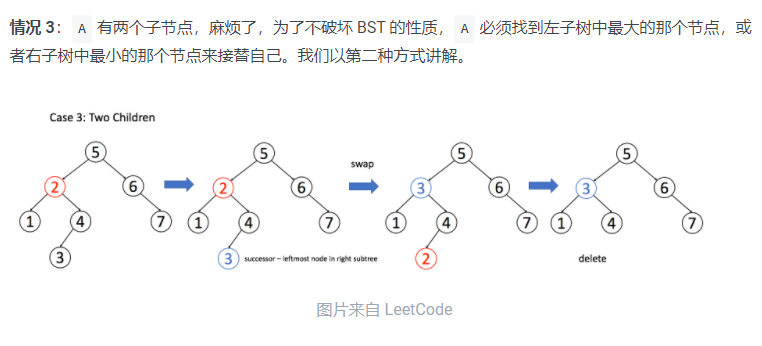 情况 3： A 有两个子节点，麻烦了，为了不破坏 BST 的性质， A 必须找到左子树中最大的那个节点，或
者右子树中最小的那个节点来接替自己。我们以第二种方式讲解。
Case 3: Two Children
5 5 swap 5 5
2 6 2 6 3 6 3 6
1 4 7 1 4 7 1 4 7 1 4 7
3 3 successor – leftmost node in right subtree 2 delete
图片来自 LeetCode